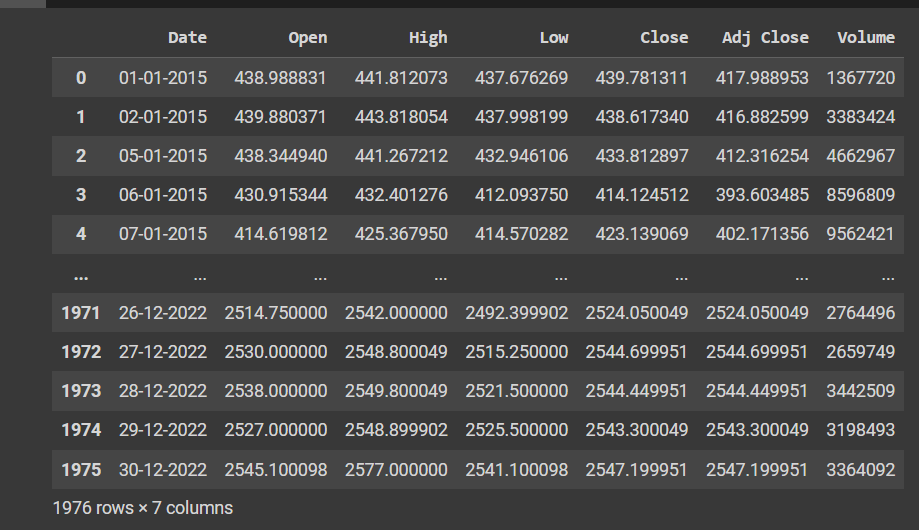 Date Open High Low Close Adj Close Volume
0 01-01-2015 438.988831 441.812073 437.676269 439.781311 417.988953 1367720
1 02-01-2015 439.880371 443.818054 437.998199 438.617340 416.882599 3383424
2 05-01-2015 438.344940 441.267212 432.946106 433.812897 412.316254 4662967
3 06-01-2015 430.915344 432.401276 412.093750 414.124512 393.603485 8596809
4 07-01-2015 414.619812 425.367950 414.570282 423.139069 402.171356 9562421
... ... ... ... ... ... ... ...
1971 26-12-2022 2514.750000 2542.000000 2492.399902 2524.050049 2524.050049 2764496
1972 27-12-2022 2530.000000 2548.800049 2515.250000 2544.699951 2544.699951 2659749
1973 28-12-2022 2538.000000 2549.800049 2521.500000 2544.449951 2544.449951 3442509
1974 29-12-2022 2527.000000 2548.899902 2525.500000 2543.300049 2543.300049 3198493
1975 30-12-2022 2545.100098 2577.000000 2541.100098 2547.199951 2547.199951 3364092
1976 rows × 7 columns